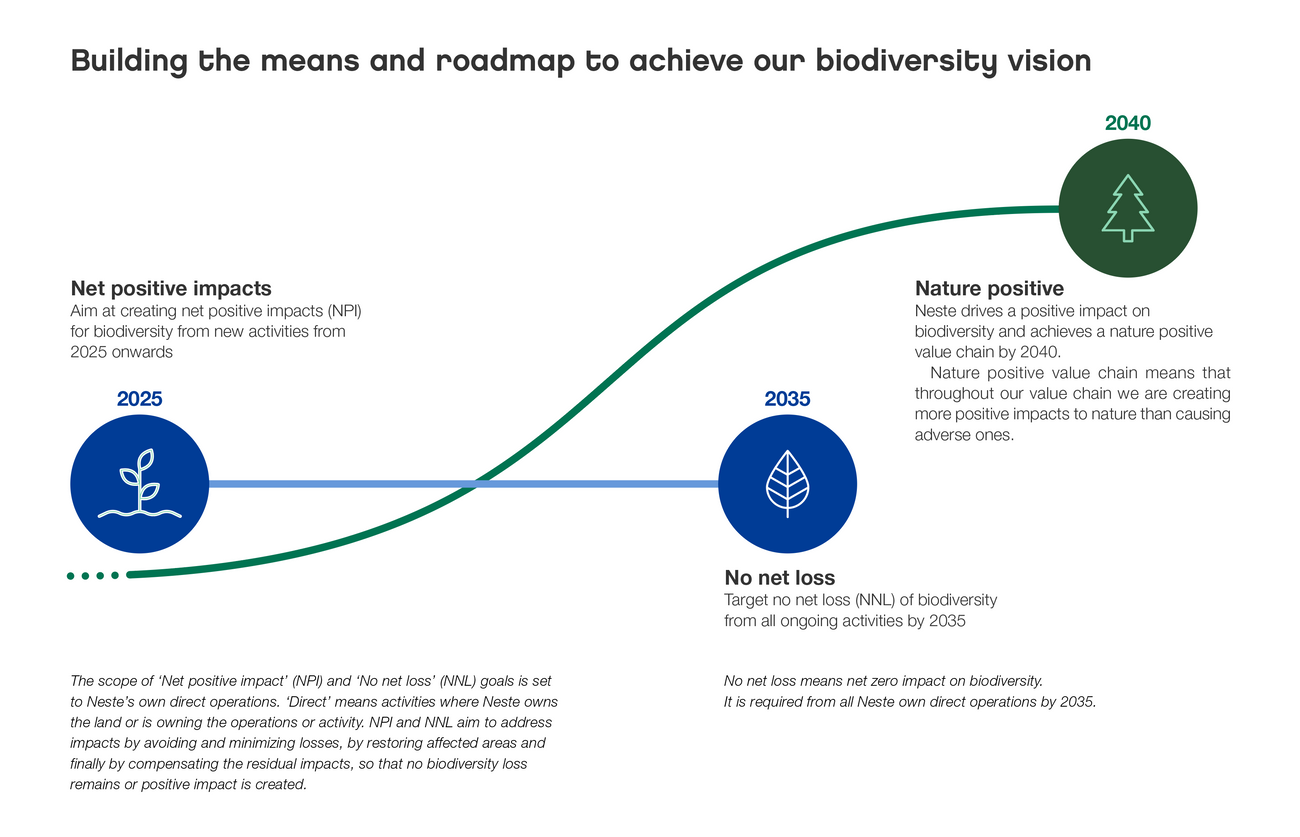 Building the means and roadmap to achieve our biodiversity vision
2040
Net positive impacts
Aim at creating net positive impacts (NPI)
for biodiversity from new activities from
2025 onwards
Nature positive
Neste drives a positive impact on
biodiversity and achieves a nature positive
value chain by 2040.
Nature positive value chain means that
throughout our value chain we are creating
more positive impacts to nature than causing
adverse ones.
2025
2035
No net loss
Target no net loss (NNL) of biodiversity
from all ongoing activities by 2035
The scope of ‘Net positive impact’ (NPI) and ‘No net loss’ (NNL) goals is set
to Neste’s own direct operations. ‘Direct’ means activities where Neste owns
the land or is owning the operations or activity. NPI and NNL aim to address
impacts by avoiding and minimizing losses, by restoring affected areas and
finally by compensating the residual impacts, so that no biodiversity loss
remains or positive impact is created.
No net loss means net zero impact on biodiversity.
It is required from all Neste own direct operations by 2035.